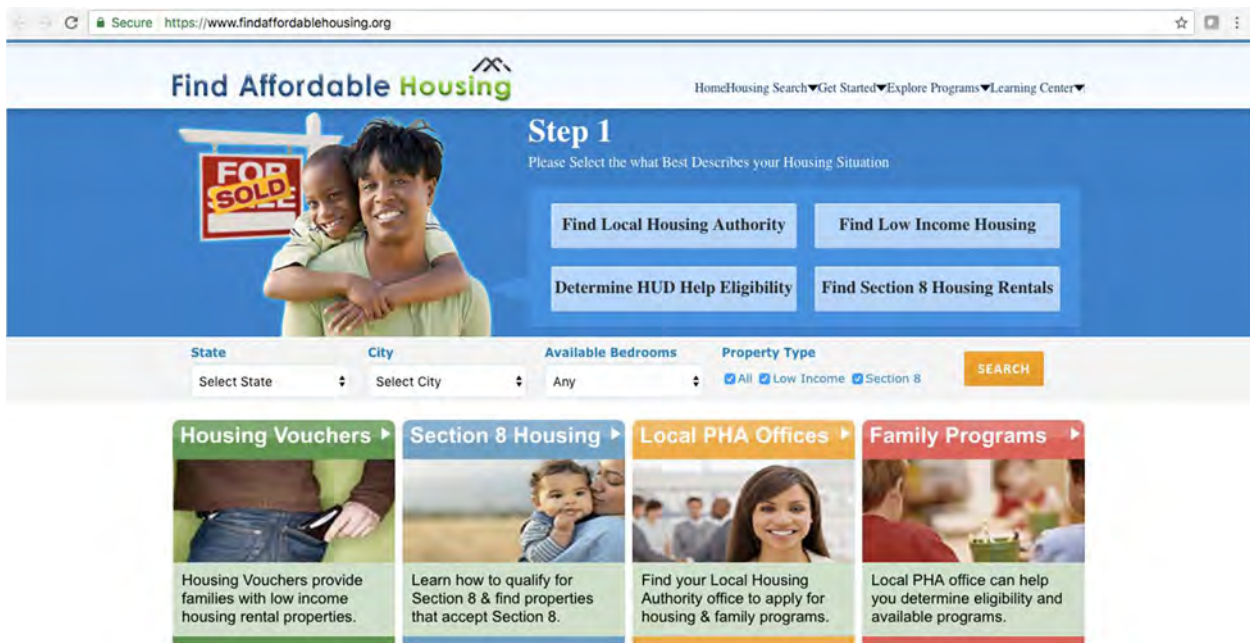 Secure https://www.findaffordablehousing.org
Find Affordable Housing
HomeHousing Search▼Get Started▼Explore Programs▼Learning Center▼
FOR
SALE
SOLD
Step 1
Please Select the what Best Describes your Housing Situation
Find Local Housing Authority
Find Low Income Housing
Determine HUD Help Eligibility
Find Section 8 Housing Rentals
State
City
Available Bedrooms
Property Type
Select State
Select City
Any
All Low Income Section 8
SEARCH
Housing Vouchers
Housing Vouchers provide
families with low income
housing rental properties.
Section 8 Housing
Learn how to qualify for
Section 8 & find properties
that accept Section 8.
Local PHA Offices
Find your Local Housing
Authority office to apply for
housing & family programs.
Family Programs
Local PHA office can help
you determine eligibility and
available programs.